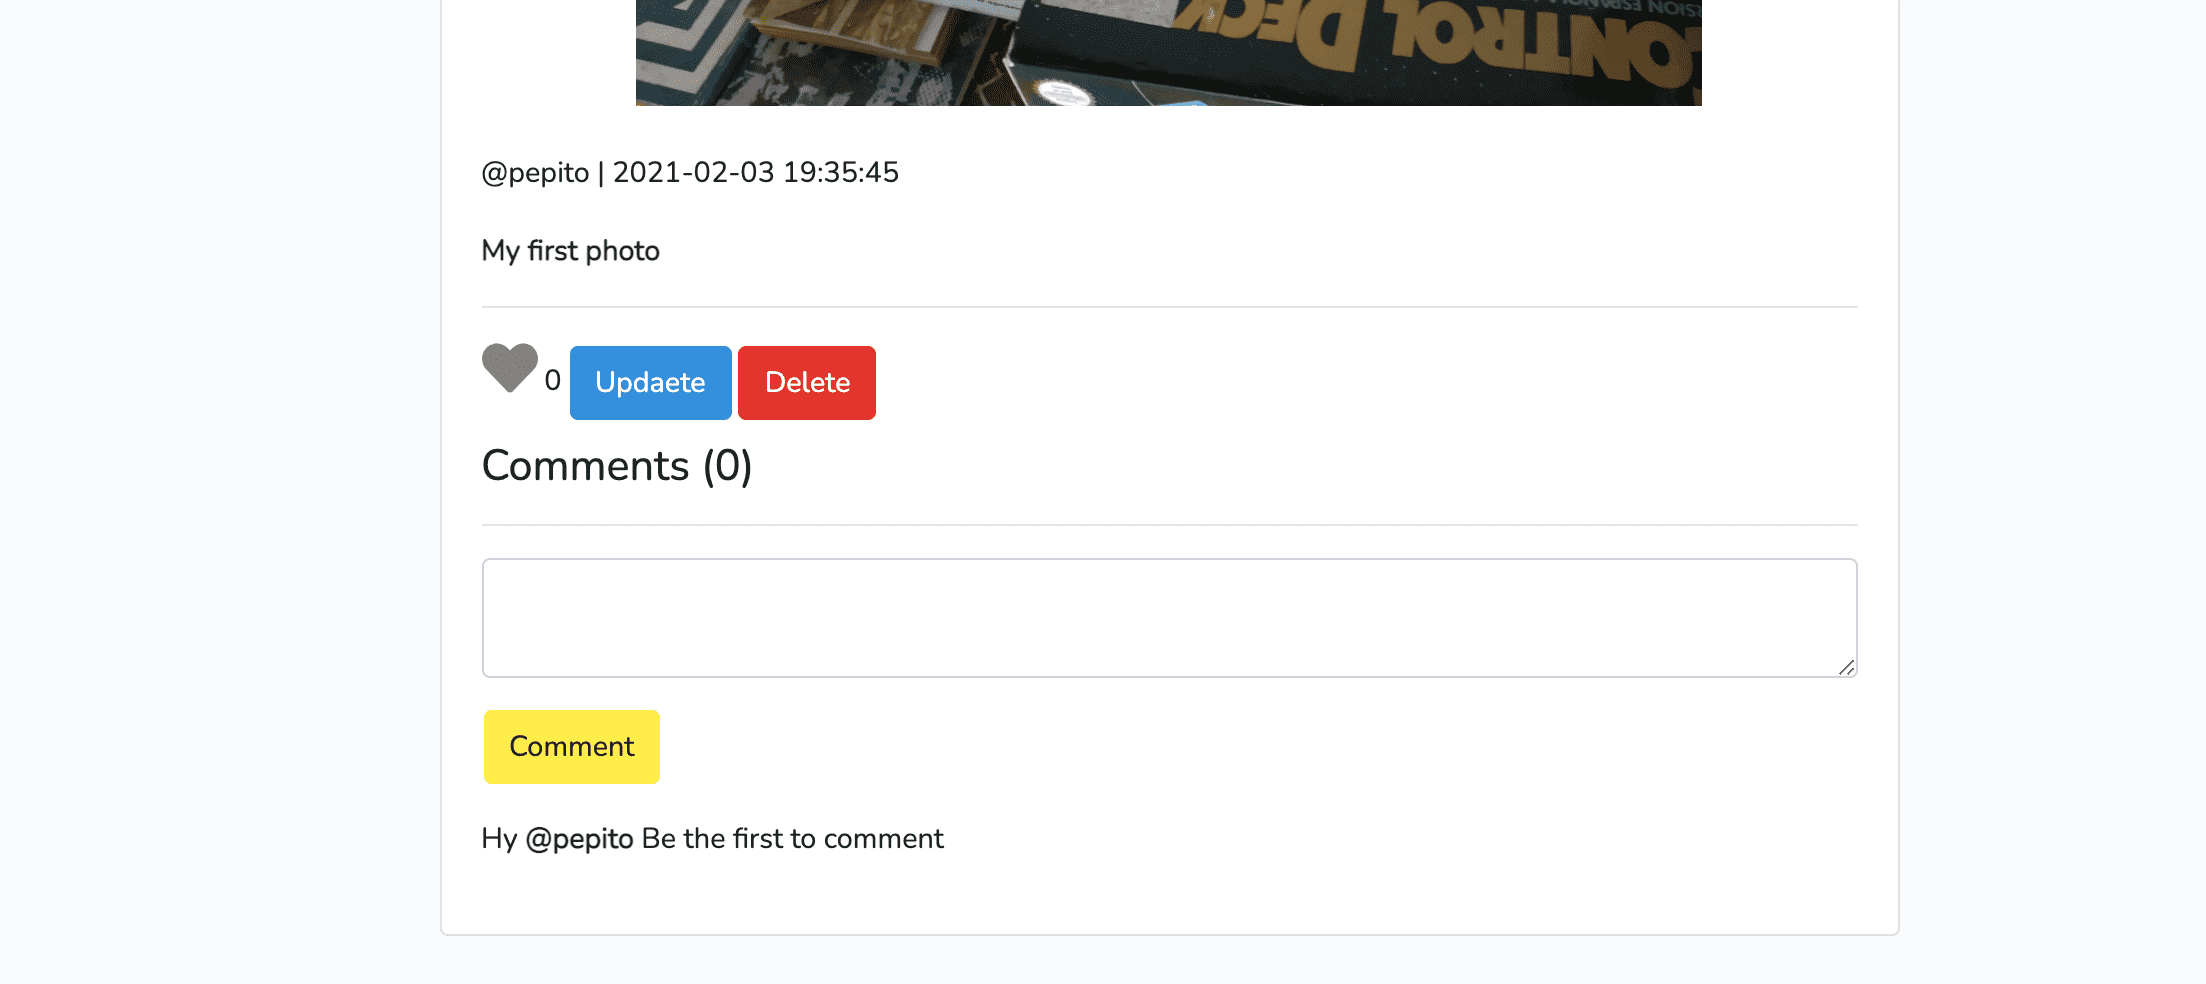 CONTROL DECK
@pepito | 2021-02-03 19:35:45
My first photo
0 Updaete Delete
Comments (0)
Comment
Hy @pepito Be the first to comment